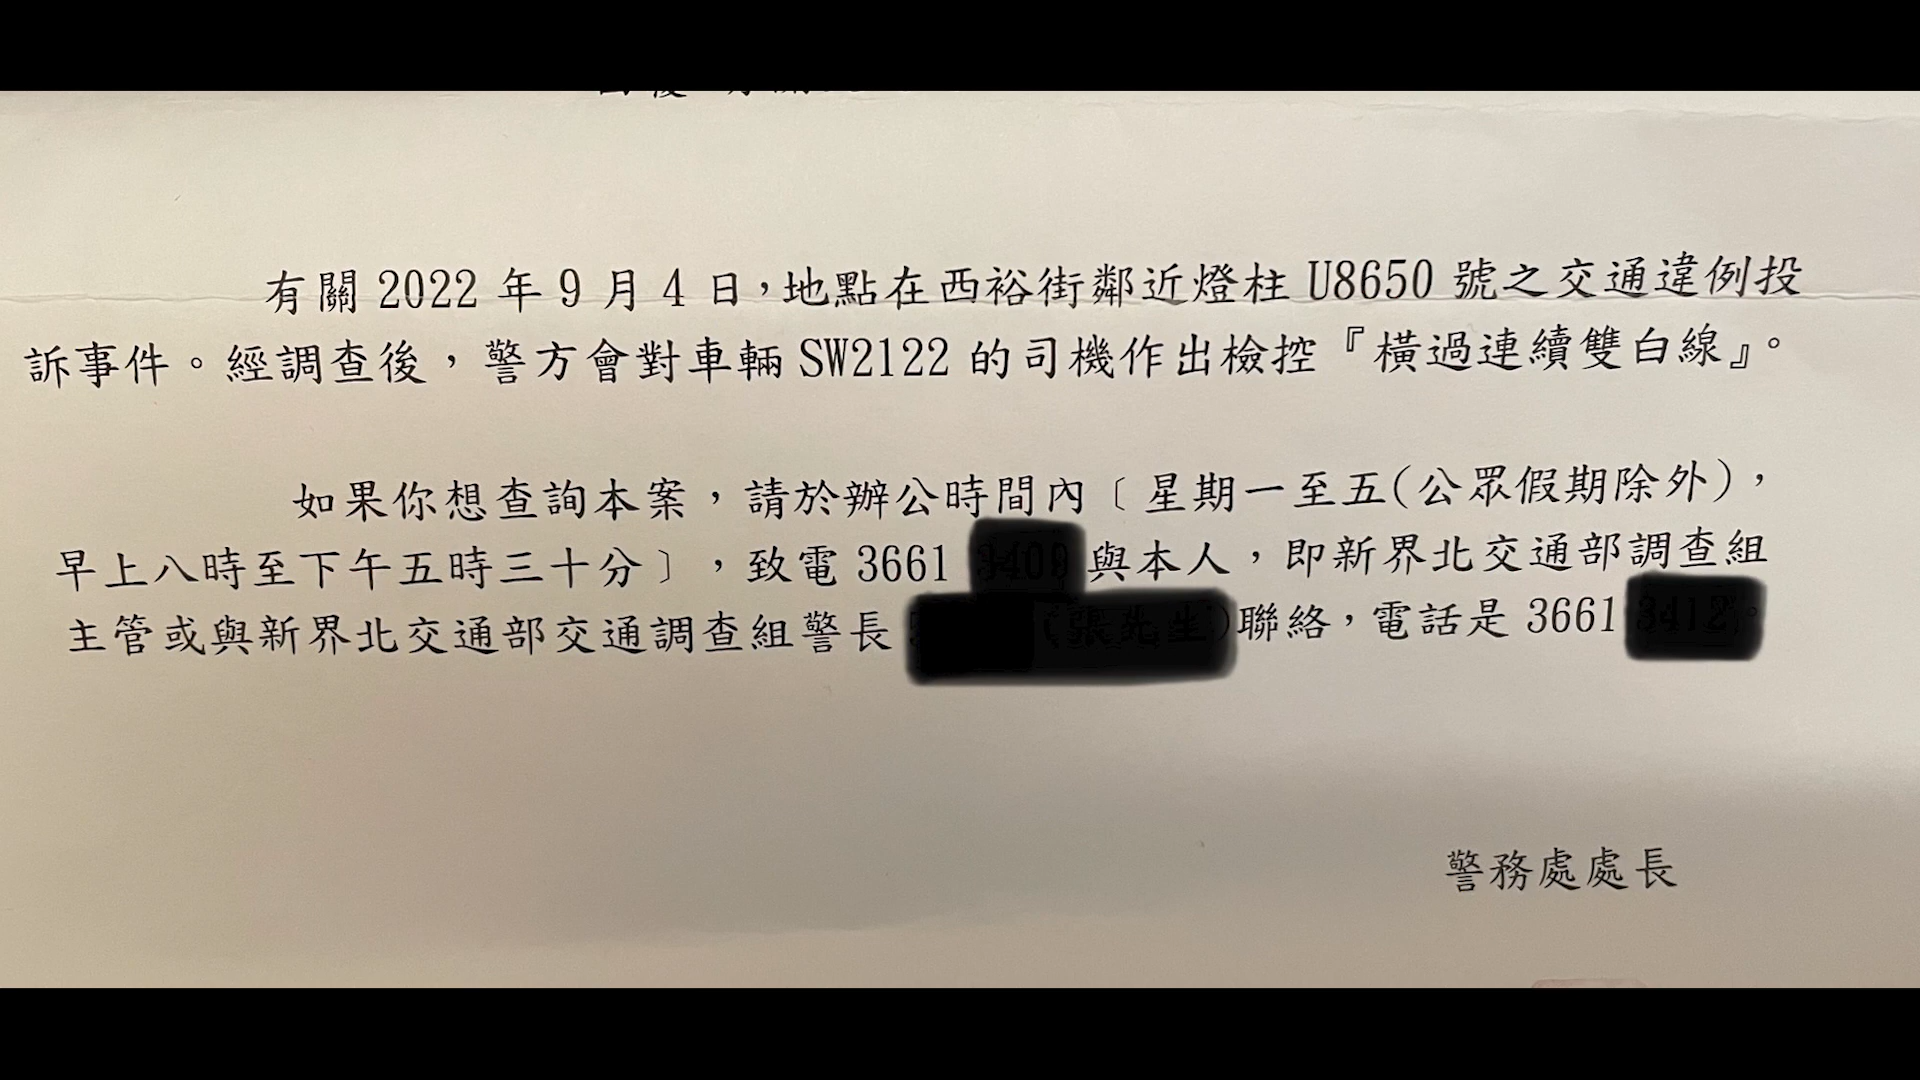 有關 2022 年 9 月 4 日，地點在西裕街鄰近燈柱 U8650 號之交通違例投
訴事件。經調查後，警方會對車輛 SW2122 的司機作出檢控『橫過連續雙白線』。
如果你想查詢本案，請於辦公時間內〔星期一至五(公眾假期除外)，
早上八時至下午五時三十分〕，致電 3661 與本人，即新界北交通部調查組
主管或與新界北交通部交通調查組警長 聯絡，電話是 3661
警務處處長